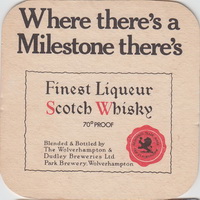 Where there's a
Milestone there's
Finest Liqueur
Scotch Whisky
70° PROOF
Blended & Bottled by
The Wolverhampton &
Dudley Breweries Ltd
Park Brewery, Wolverhampton